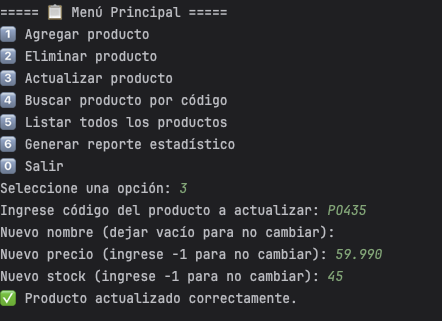 ===== 📋 Menú Principal =====
1️⃣ Agregar producto
2️⃣ Eliminar producto
3️⃣ Actualizar producto
4️⃣ Buscar producto por código
5️⃣ Listar todos los productos
6️⃣ Generar reporte estadístico
0️⃣ Salir
Seleccione una opción: 3
Ingrese código del producto a actualizar: PO435
Nuevo nombre (dejar vacío para no cambiar):
Nuevo precio (ingrese -1 para no cambiar): 59.990
Nuevo stock (ingrese -1 para no cambiar): 45
✅ Producto actualizado correctamente.